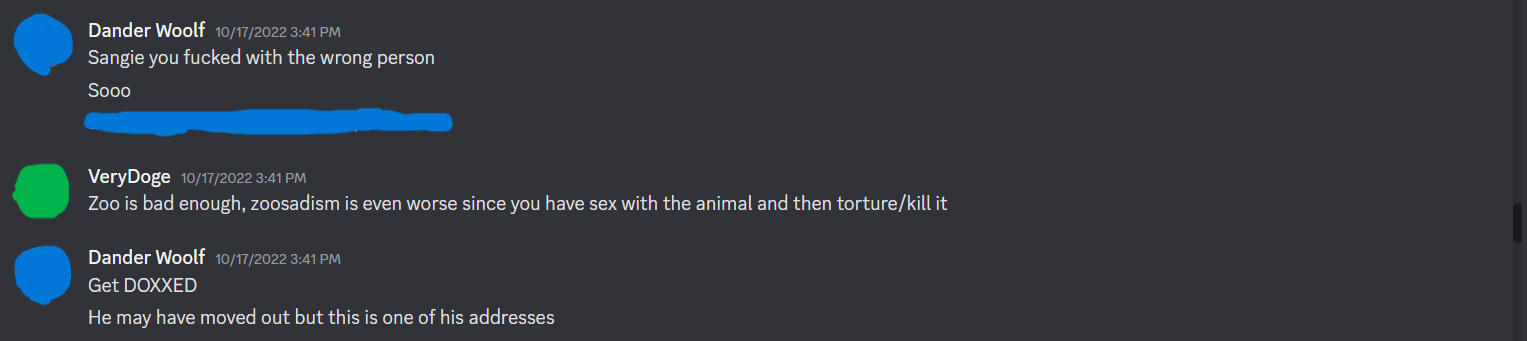 Dander Woolf 10/17/2022 3:41 PM
Sangie you fucked with the wrong person
Sooo
VeryDoge 10/17/2022 3:41 PM
Zoo is bad enough, zoosadism is even worse since you have sex with the animal and then torture/kill it
Dander Woolf 10/17/2022 3:41 PM
Get DOXXED
He may have moved out but this is one of his addresses